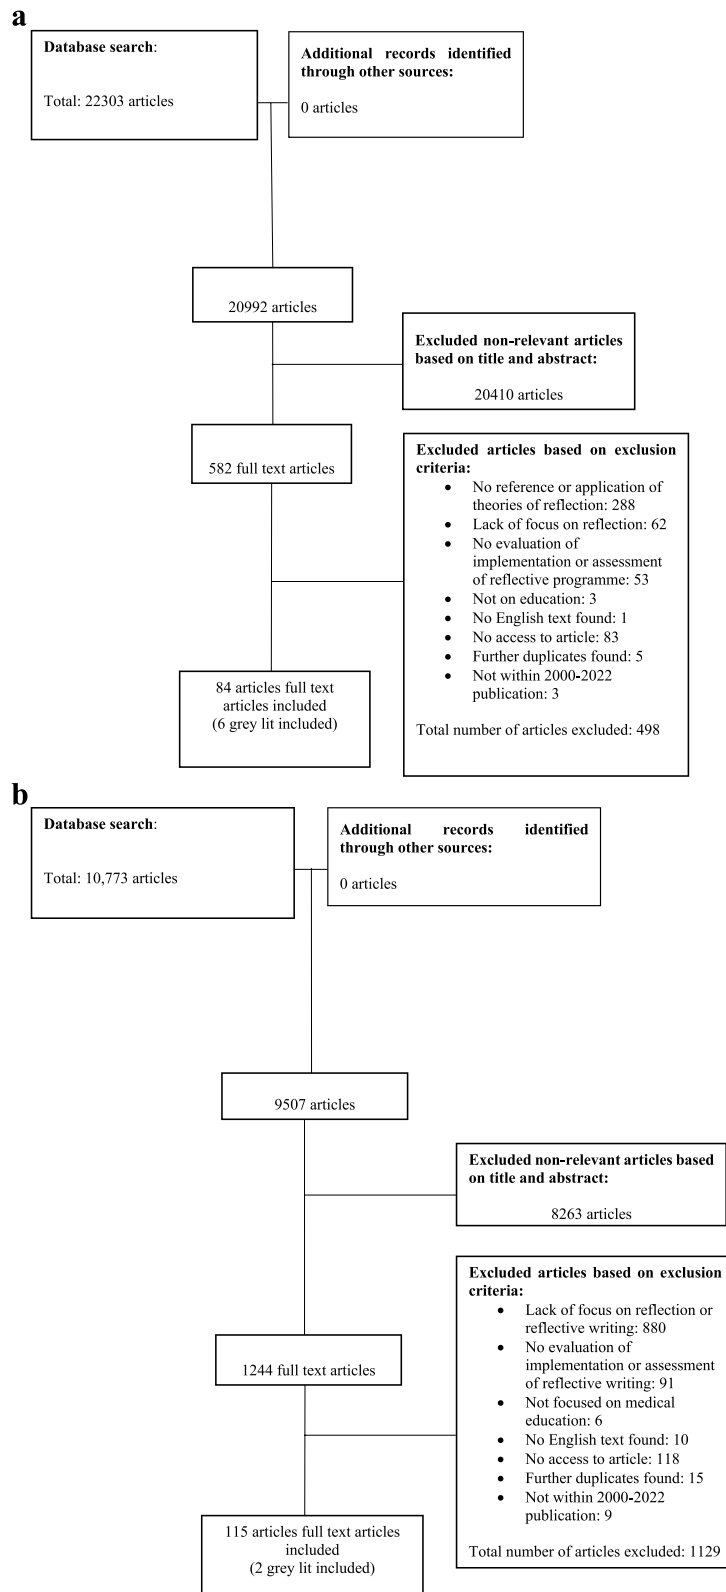 a
Database search:
Total: 22303 articles
Additional records identified
through other sources:
0 articles
20992 articles
Excluded non-relevant articles
based on title and abstract:
20410 articles
582 full text articles
Excluded articles based on exclusion
criteria:
• No reference or application of
theories of reflection: 288
• Lack of focus on reflection: 62
• No evaluation of
implementation or assessment
of reflective programme: 53
• Not on education: 3
• No English text found: 1
• No access to article: 83
• Further duplicates found: 5
• Not within 2000-2022
publication: 3
Total number of articles excluded: 498
84 articles full text
articles included
(6 grey lit included)
b
Database search:
Total: 10,773 articles
Additional records identified
through other sources:
0 articles
9507 articles
Excluded non-relevant articles based
on title and abstract:
8263 articles
1244 full text articles
Excluded articles based on exclusion
criteria:
• Lack of focus on reflection or
reflective writing: 880
• No evaluation of
implementation or assessment
of reflective writing: 91
• Not focused on medical
education: 6
• No English text found: 10
• No access to article: 118
• Further duplicates found: 15
• Not within 2000-2022
publication: 9
Total number of articles excluded: 1129
115 articles full text articles
included
(2 grey lit included)